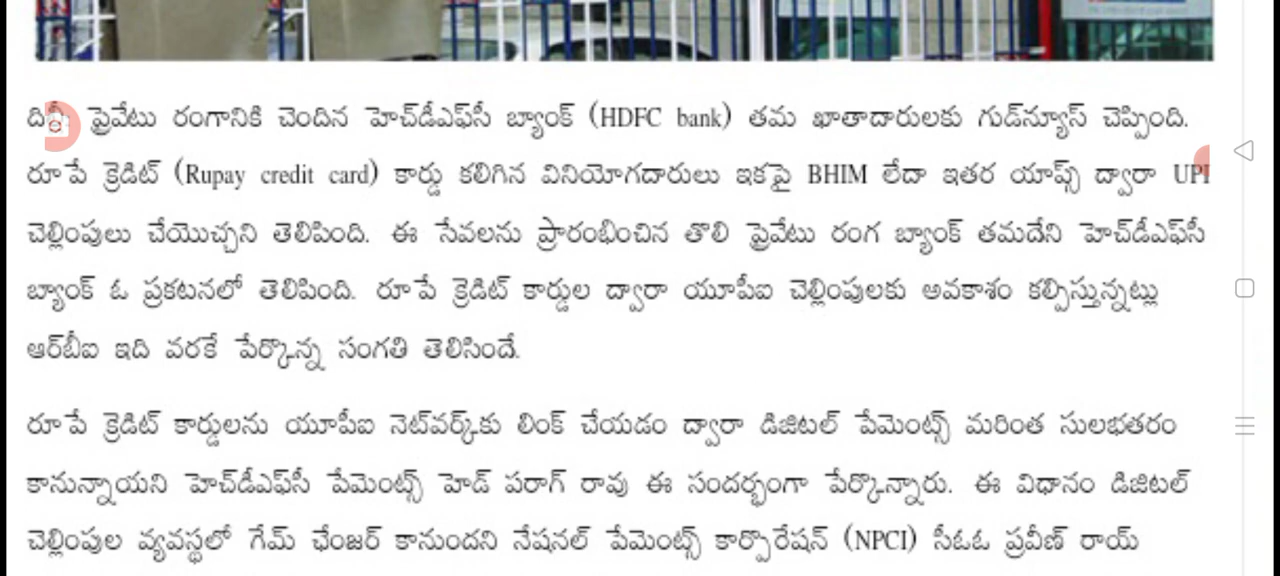 ప్రైవేటు రంగానికి చెందిన హెచ్‌డీఎఫ్‌సీ బ్యాంక్ (HDFC bank) తమ ఖాతాదారులకు గుడ్‌న్యూస్ చెప్పింది.
రూపే క్రెడిట్ (Rupay credit card) కార్డు కలిగిన వినియోగదారులు ఇకపై BHIM లేదా ఇతర యాప్స్ ద్వారా UPI
చెల్లింపులు చేయొచ్చని తెలిపింది. ఈ సేవలను ప్రారంభించిన తొలి ప్రైవేటు రంగ బ్యాంక్ తమదేని హెచ్‌డీఎఫ్‌సీ
బ్యాంక్ ఓ ప్రకటనలో తెలిపింది. రూపే క్రెడిట్ కార్డుల ద్వారా యూపీఐ చెల్లింపులకు అవకాశం కల్పిస్తున్నట్లు
ఆర్‌బీఐ ఇది వరకే పేర్కొన్న సంగతి తెలిసిందే.
రూపే క్రెడిట్ కార్డులను యూపీఐ నెట్‌వర్క్‌కు లింక్ చేయడం ద్వారా డిజిటల్ పేమెంట్స్ మరింత సులభతరం
కానున్నాయని హెచ్‌డీఎఫ్‌సీ పేమెంట్స్ హెడ్ పరాగ్ రావు ఈ సందర్భంగా పేర్కొన్నారు. ఈ విధానం డిజిటల్
చెల్లింపుల వ్యవస్థలో గేమ్ ఛేంజర్ కానుందని నేషనల్ పేమెంట్స్ కార్పొరేషన్ (NPCI) సీఓఓ ప్రవీణ్ రాయ్